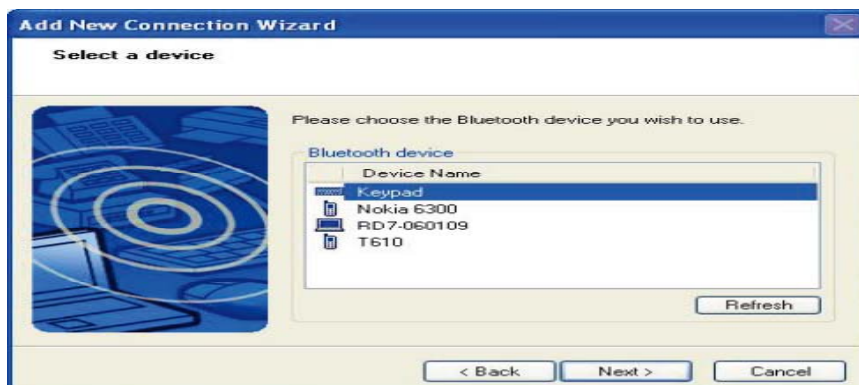 Add New Connection Wizard
Select a device
Please choose the Bluetooth device you wish to use.
Bluetooth device
Device Name
Keypad
Nokia 6300
RD7-060109
T610
Refresh
< Back Next > Cancel